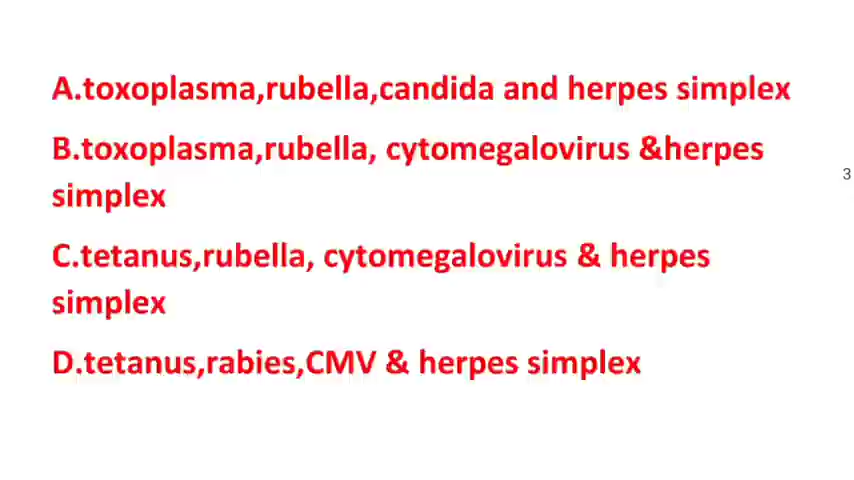 A.toxoplasma,rubella,candida and herpes simplex
B.toxoplasma,rubella, cytomegalovirus &herpes
simplex
3
C.tetanus,rubella, cytomegalovirus & herpes
simplex
D.tetanus,rabies,CMV & herpes simplex